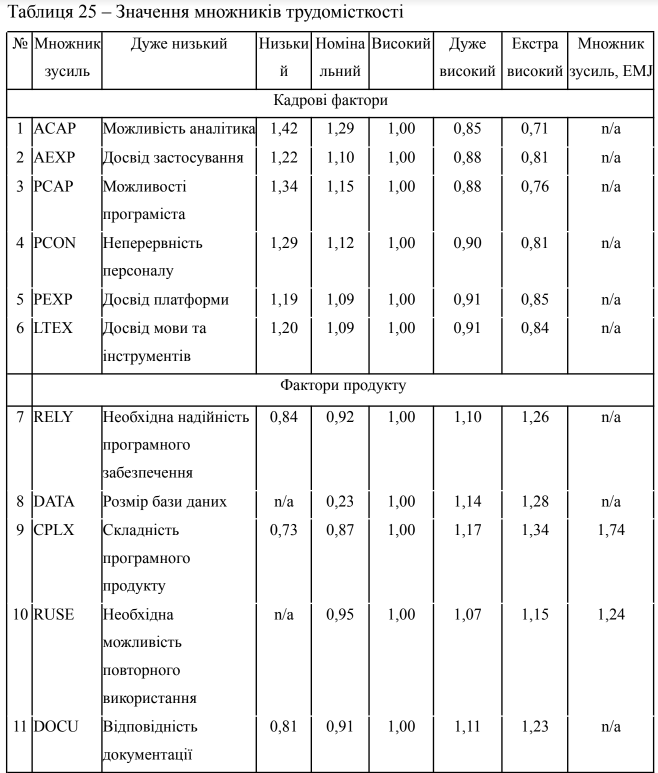 Таблиця 25 – Значення множників трудомісткості
№ Множник Дуже низький Низьки Номіна Високий Дуже Екстра Множник
зусиль й льний високий високий зусиль, EMJ
Кадрові фактори
1 ACAP Можливість аналітика 1,42 1,29 1,00 0,85 0,71 n/a
2 AEXP Досвід застосування 1,22 1,10 1,00 0,88 0,81 n/a
3 PCAP Можливості 1,34 1,15 1,00 0,88 0,76 n/a
програміста
4 PCON Неперервність 1,29 1,12 1,00 0,90 0,81 n/a
персоналу
5 PEXP Досвід платформи 1,19 1,09 1,00 0,91 0,85 n/a
6 LTEX Досвід мови та 1,20 1,09 1,00 0,91 0,84 n/a
інструментів
Фактори продукту
7 RELY Необхідна надійність 0,84 0,92 1,00 1,10 1,26 n/a
програмного
забезпечення
8 DATA Розмір бази даних n/a 0,23 1,00 1,14 1,28 n/a
9 CPLX Складність 0,73 0,87 1,00 1,17 1,34 1,74
програмного
продукту
10 RUSE Необхідна n/a 0,95 1,00 1,07 1,15 1,24
можливість
повторного
використання
11 DOCU Відповідність 0,81 0,91 1,00 1,11 1,23 n/a
документації